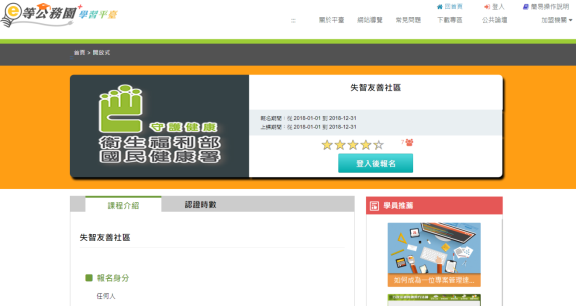 e等公務園+學習平臺
回首頁 登入 簡易操作說明
:: 關於平臺 網站導覽 常見問題 下載專區 公共論壇 加盟機關
首頁 > 開放式
守護健康
衛生福利部
國民健康署
失智友善社區
報名期間：從 2018-01-01 到 2018-12-31
上課期間：從 2018-01-01 到 2018-12-31
登入後報名
課程介紹 認證時數
學員推薦
失智友善社區
如何成為一位專案管理達...
報名身分
任何人